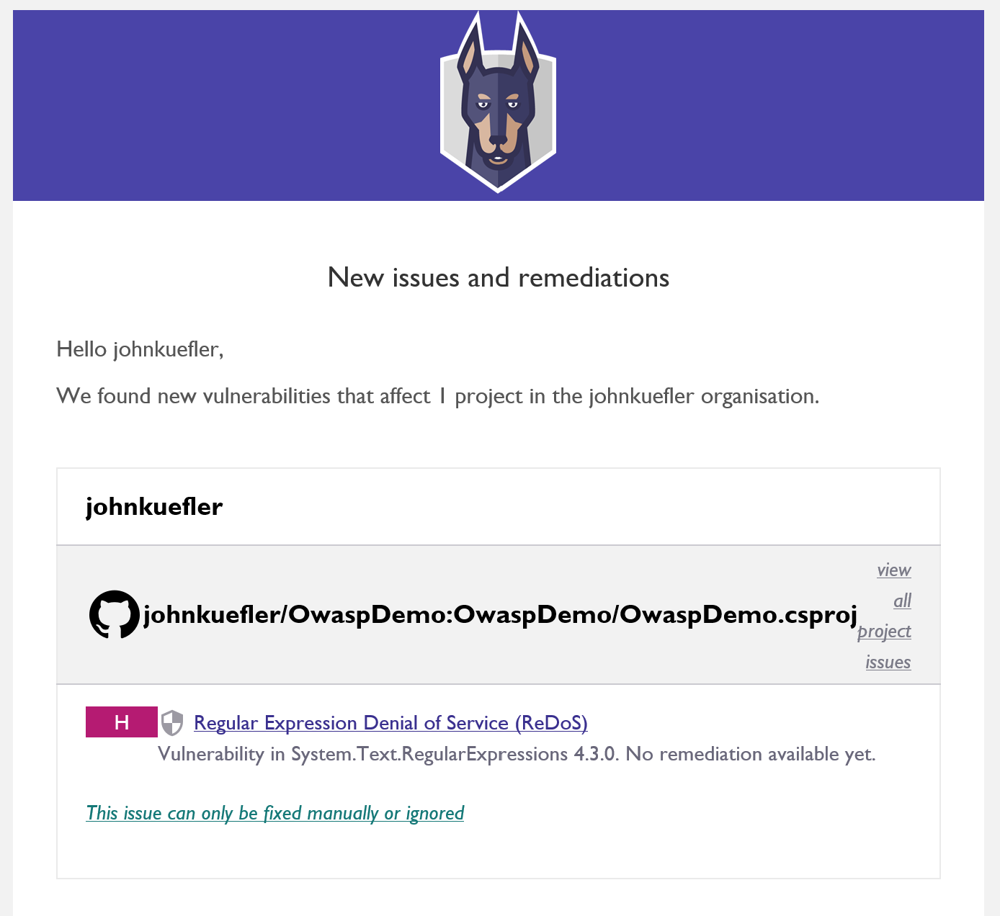 New issues and remediations
Hello johnkuefler,
We found new vulnerabilities that affect 1 project in the johnkuefler organisation.
johnkuefler
johnkuefler/OwaspDemo:OwaspDemo/OwaspDemo.csproj
view
all
project
issues
H Regular Expression Denial of Service (ReDoS)
Vulnerability in System.Text.RegularExpressions 4.3.0. No remediation available yet.
This issue can only be fixed manually or ignored